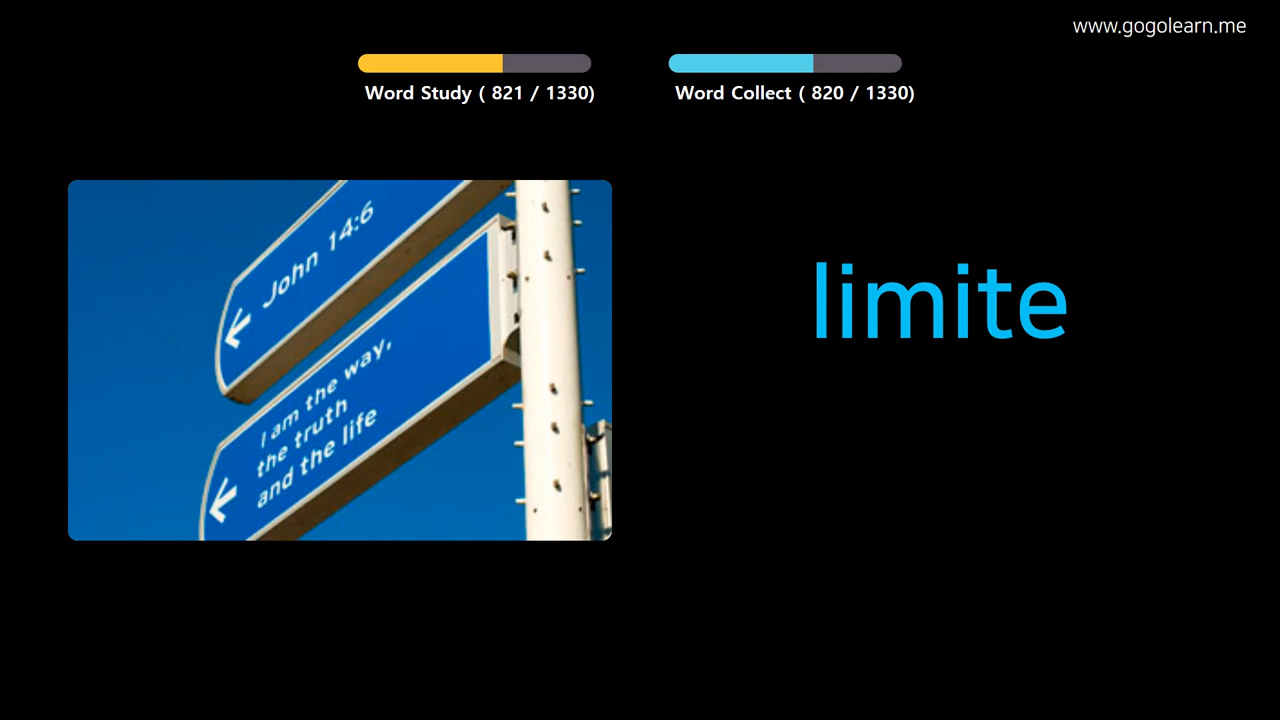 www.gogolearn.me
Word Study ( 821 / 1330)
Word Collect ( 820 / 1330)
John 14:6
I am the way,
the truth
and the life
limite